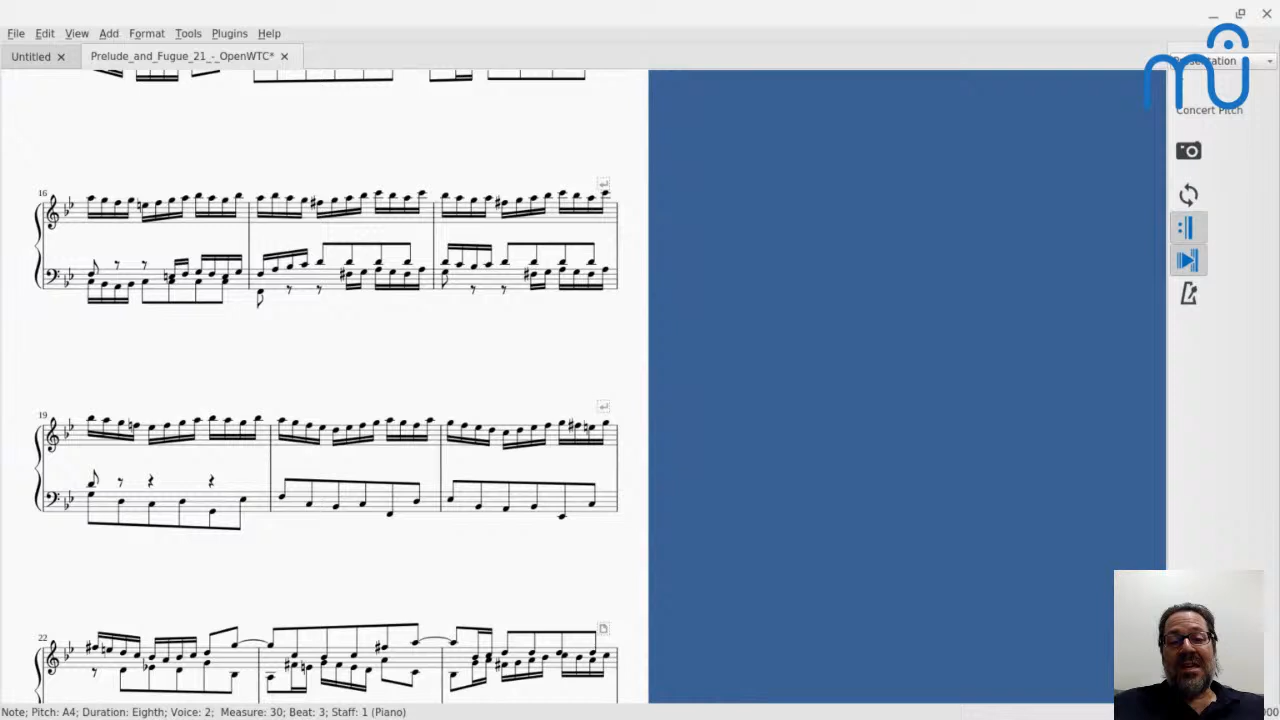 File Edit View Add Format Tools Plugins Help
Untitled
Prelude_and_Fugue_21_-_OpenWTC*
Concert Pitch
16
19
22
Note; Pitch: A4; Duration: Eighth; Voice: 2; Measure: 30; Beat: 3; Staff: 1 (Piano)